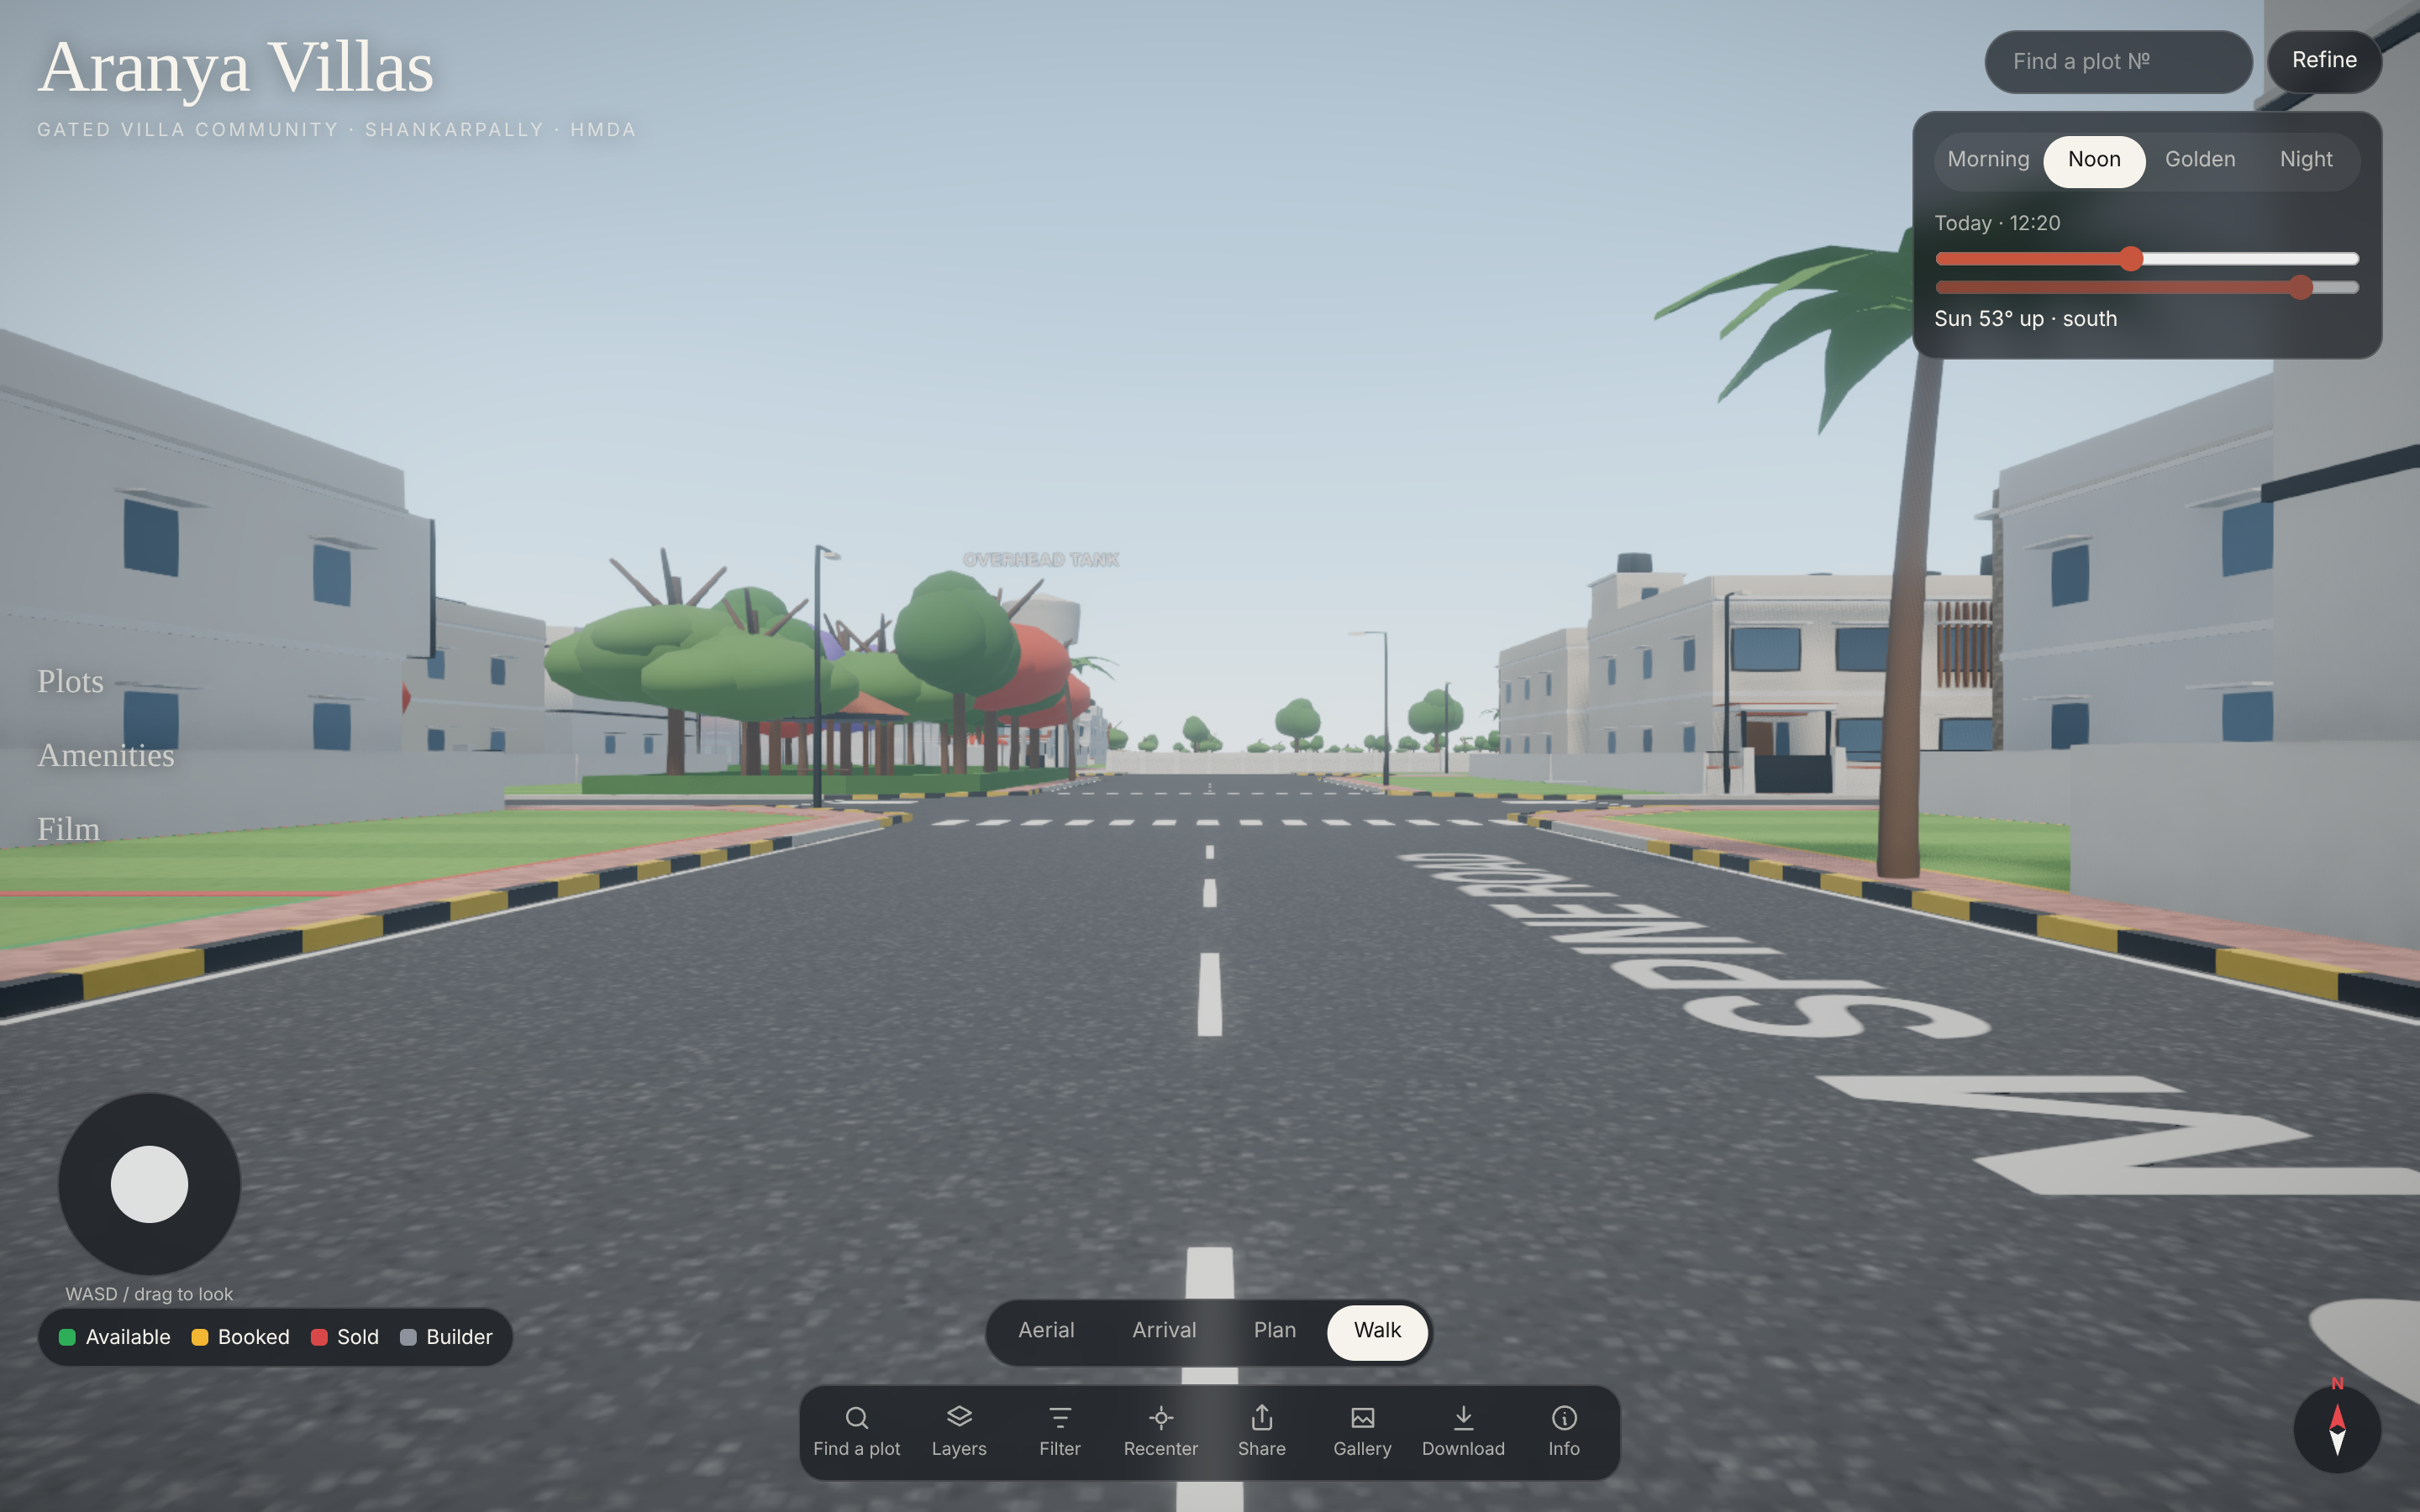 Aranya Villas
GATED VILLA COMMUNITY · SHANKARPALLY · HMDA
Find a plot №
Refine
Morning
Noon
Golden
Night
Today · 12:20
Sun 53° up · south
OVERHEAD TANK
Plots
Amenities
Film
WASD / drag to look
Available
Booked
Sold
Builder
Aerial
Arrival
Plan
Walk
Find a plot
Layers
Filter
Recenter
Share
Gallery
Download
Info
N